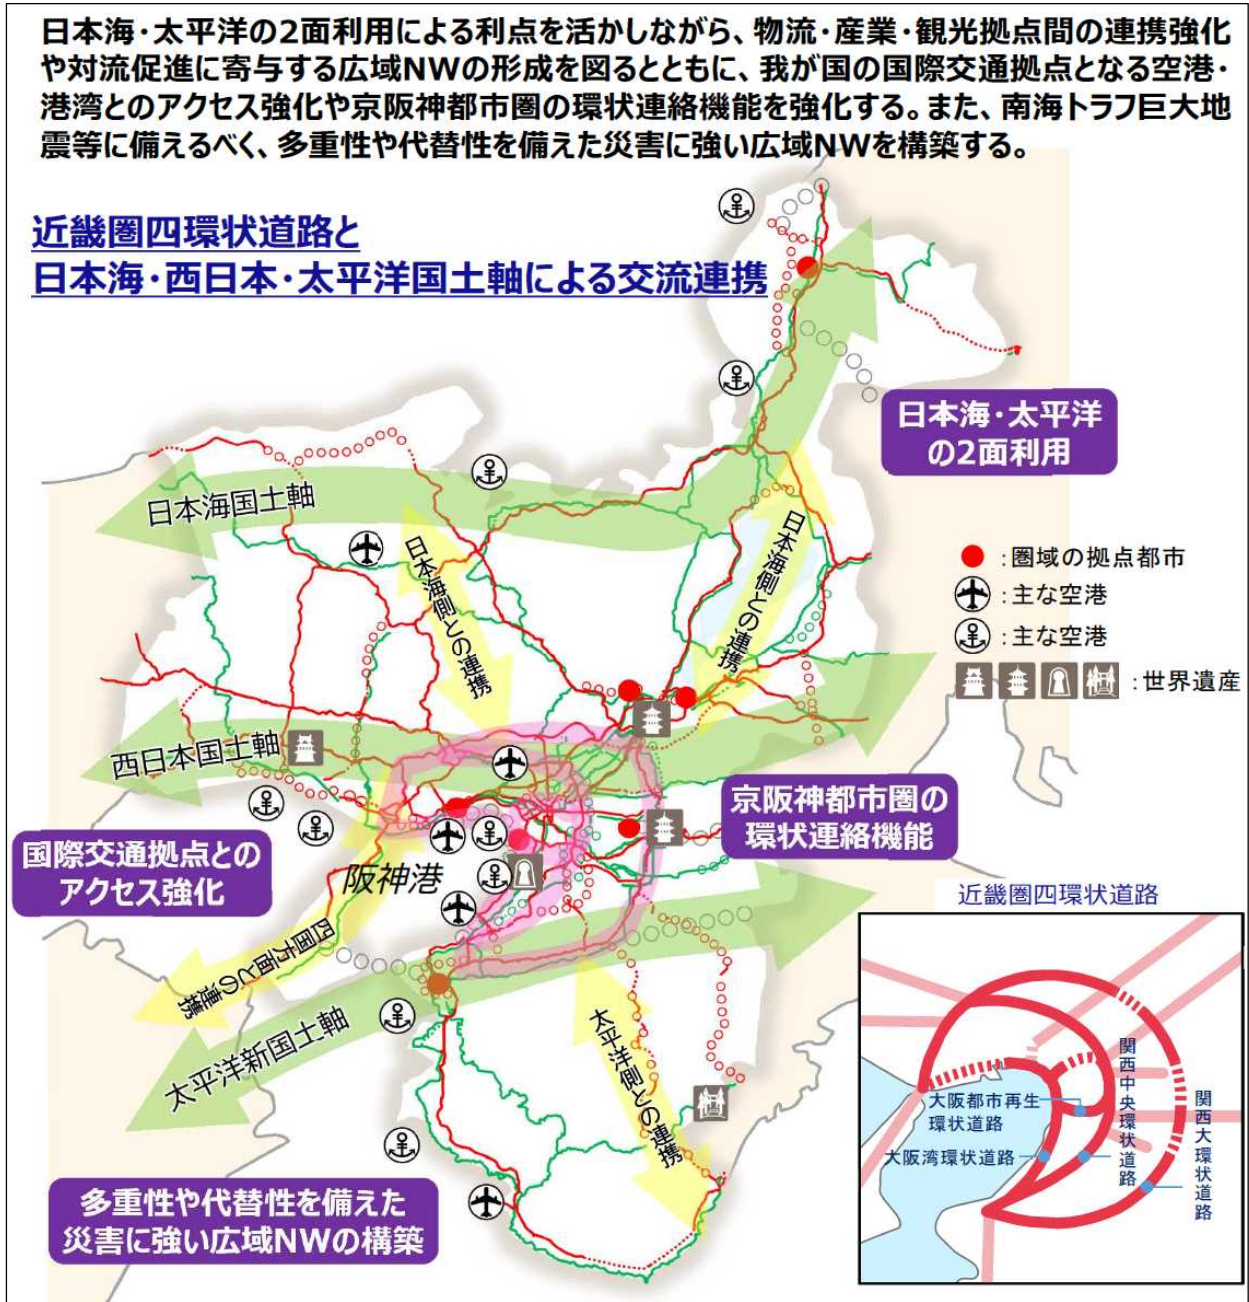 日本海・太平洋の2面利用による利点を活かしながら、物流・産業・観光拠点間の連携強化
や対流促進に寄与する広域NWの形成を図るとともに、我が国の国際交通拠点となる空港・
港湾とのアクセス強化や京阪神都市圏の環状連絡機能を強化する。また、南海トラフ巨大地
震等に備えるべく、多重性や代替性を備えた災害に強い広域NWを構築する。
近畿圏四環状道路と
日本海・西日本・太平洋国土軸による交流連携
日本海・太平洋
の2面利用
日本海国土軸
日本海側との連携
日本海側との連携
:圏域の拠点都市
:主な空港
:主な空港
:世界遺産
西日本国土軸
京阪神都市圏の
環状連絡機能
国際交通拠点との
アクセス強化
阪神港
四国方面との連携
太平洋新国土軸
太平洋側との連携
多重性や代替性を備えた
災害に強い広域NWの構築
近畿圏四環状道路
大阪都市再生
環状道路
大阪湾環状道路
関西中央環状道路
関西大環状道路